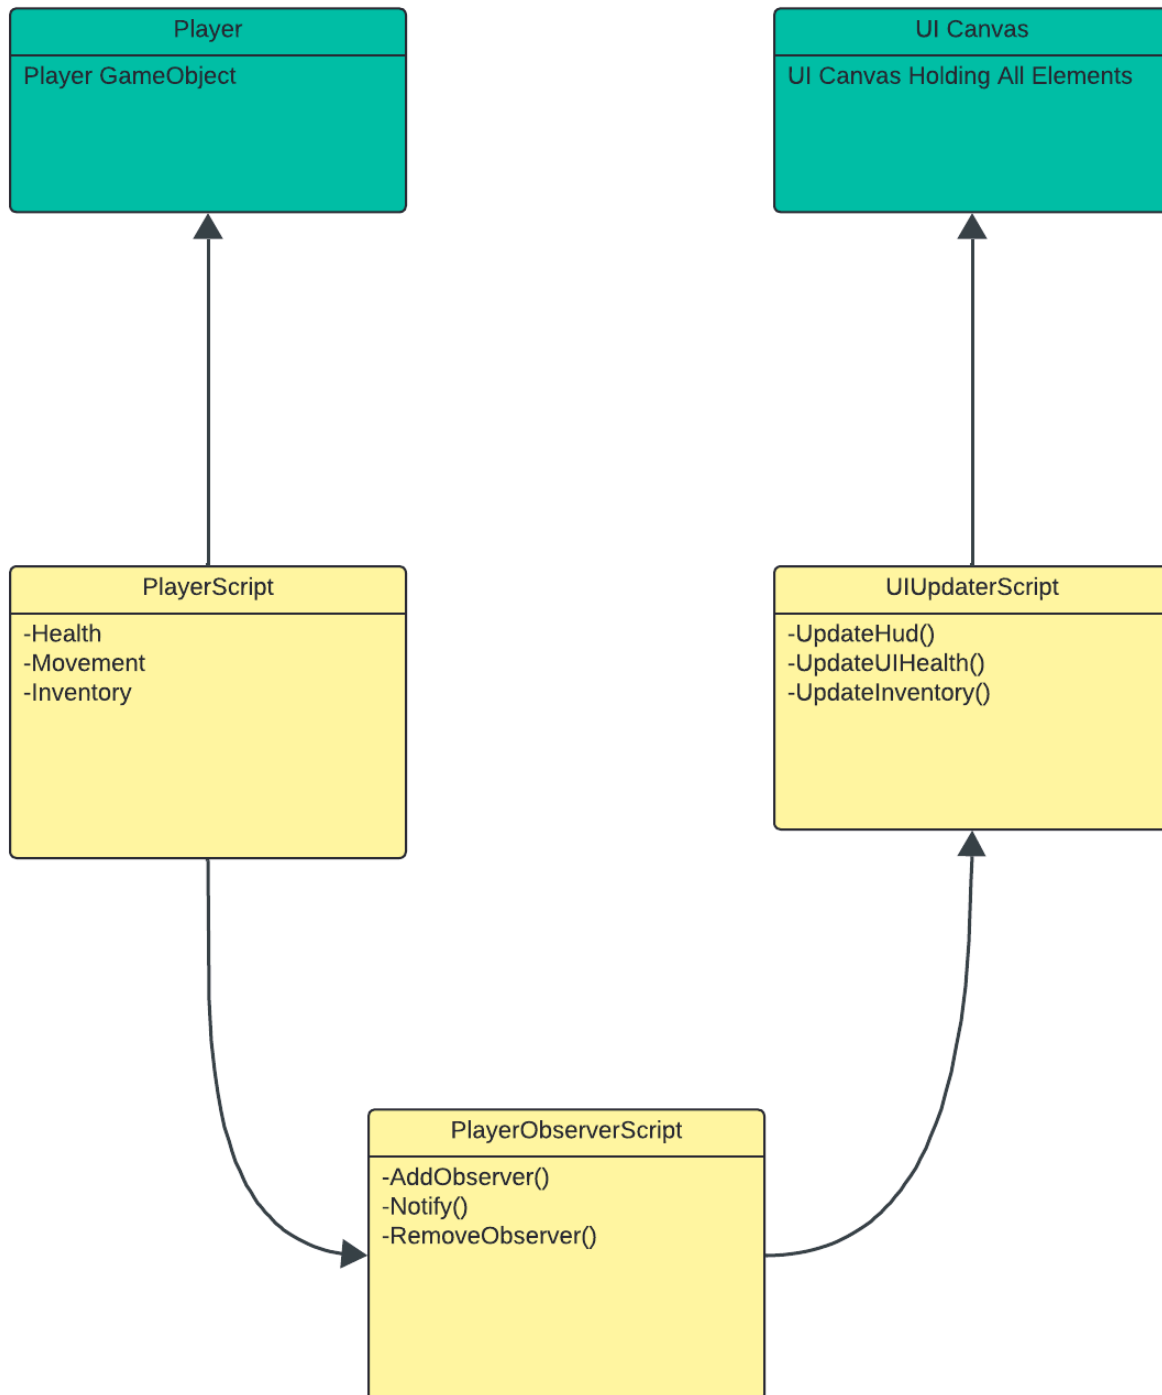 Player
Player GameObject
UI Canvas
UI Canvas Holding All Elements
PlayerScript
-Health
-Movement
-Inventory
UIUpdaterScript
-UpdateHud()
-UpdateUIHealth()
-UpdateInventory()
PlayerObserverScript
-AddObserver()
-Notify()
-RemoveObserver()